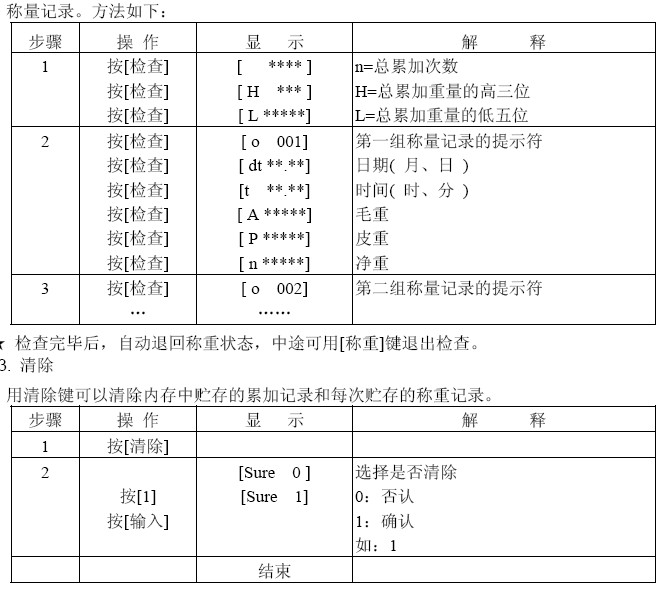 称量记录。方法如下：
步骤 操 作 显 示 解 释
1 按[检查] [ **** ] n=总累加次数
按[检查] [ H *** ] H=总累加重量的高三位
按[检查] [ L *****] L=总累加重量的低五位
2 按[检查] [ o 001] 第一组称量记录的提示符
按[检查] [ dt **.**] 日期( 月、日 )
按[检查] [t **.**] 时间( 时、分 )
按[检查] [ A *****] 毛重
按[检查] [ P *****] 皮重
按[检查] [ n *****] 净重
3 按[检查] [ o 002] 第二组称量记录的提示符
… ……
★ 检查完毕后，自动退回称重状态，中途可用[称重]键退出检查。
3. 清除
用清除键可以清除内存中贮存的累加记录和每次贮存的称重记录。
步骤 操 作 显 示 解 释
1 按[清除]
2 [Sure 0 ] 选择是否清除
按[1] [Sure 1] 0：否认
按[输入] 1：确认
如：1
结束